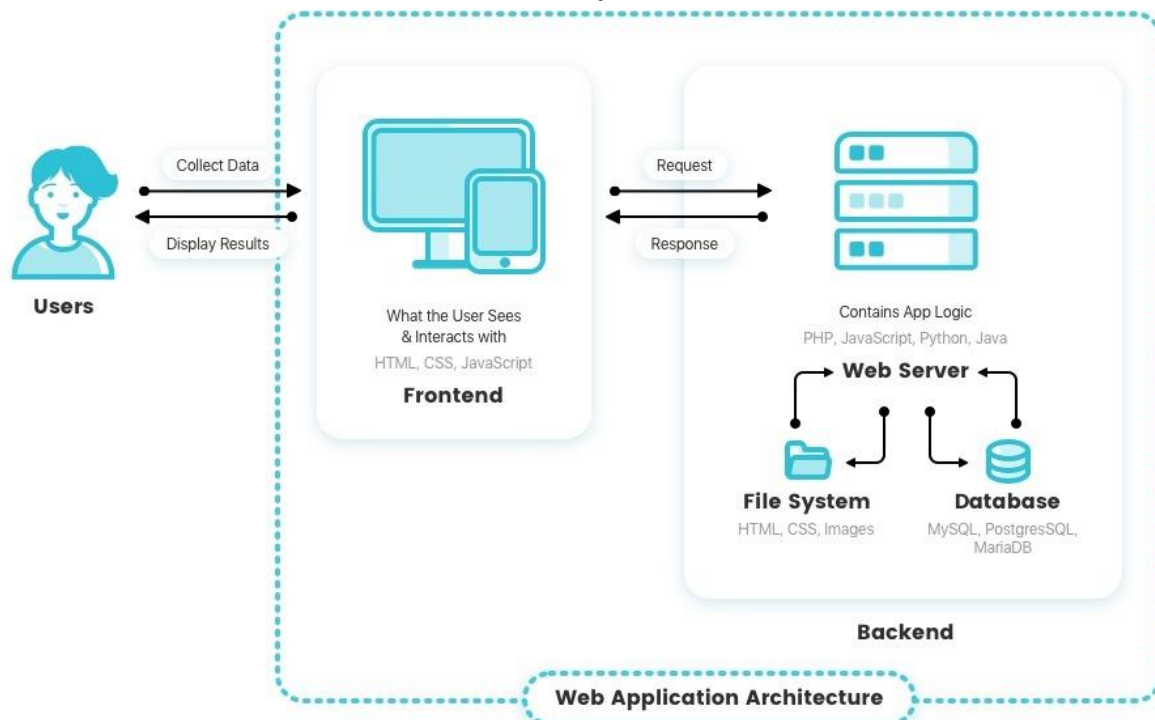 Collect Data
Display Results
Users
What the User Sees
& Interacts with
HTML, CSS, JavaScript
Frontend
Request
Response
Contains App Logic
PHP, JavaScript, Python, Java
Web Server
File System
HTML, CSS, Images
Database
MySQL, PostgresSQL,
MariaDB
Backend
Web Application Architecture